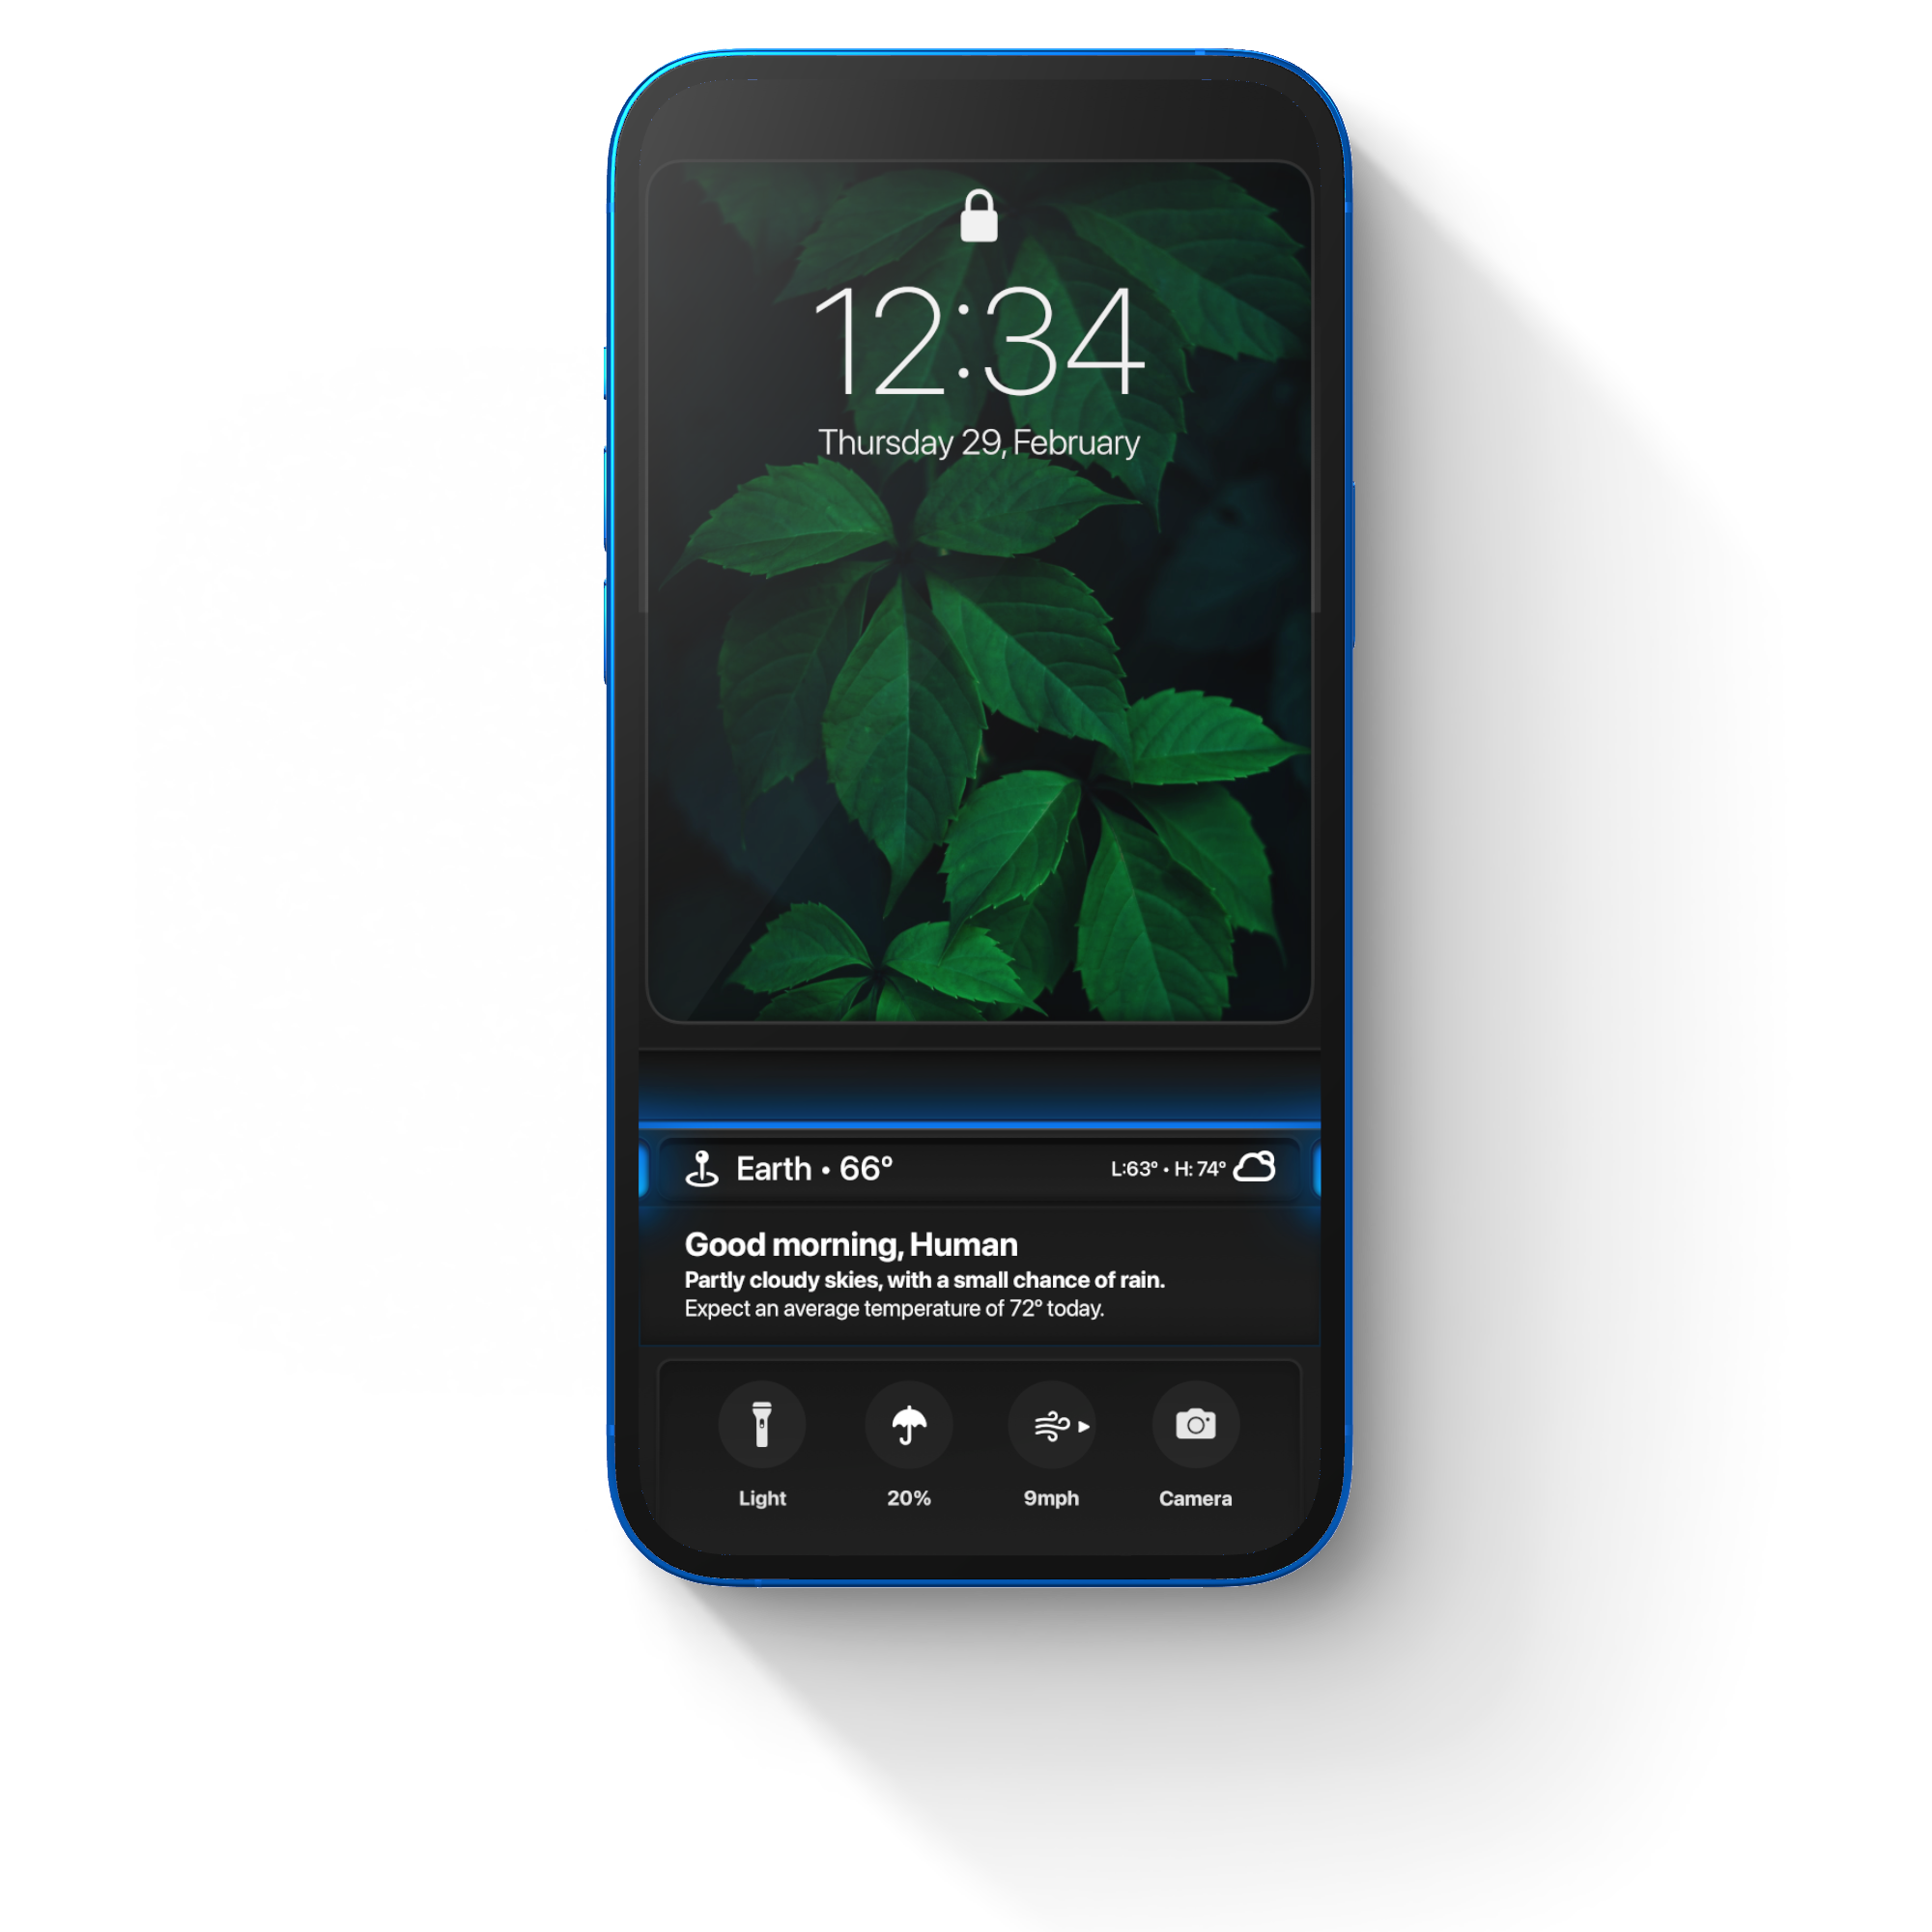 12:34
Thursday 29, February
Earth • 66°
L:63° • H: 74°
Good morning, Human
Partly cloudy skies, with a small chance of rain.
Expect an average temperature of 72° today.
Light
20%
9mph
Camera